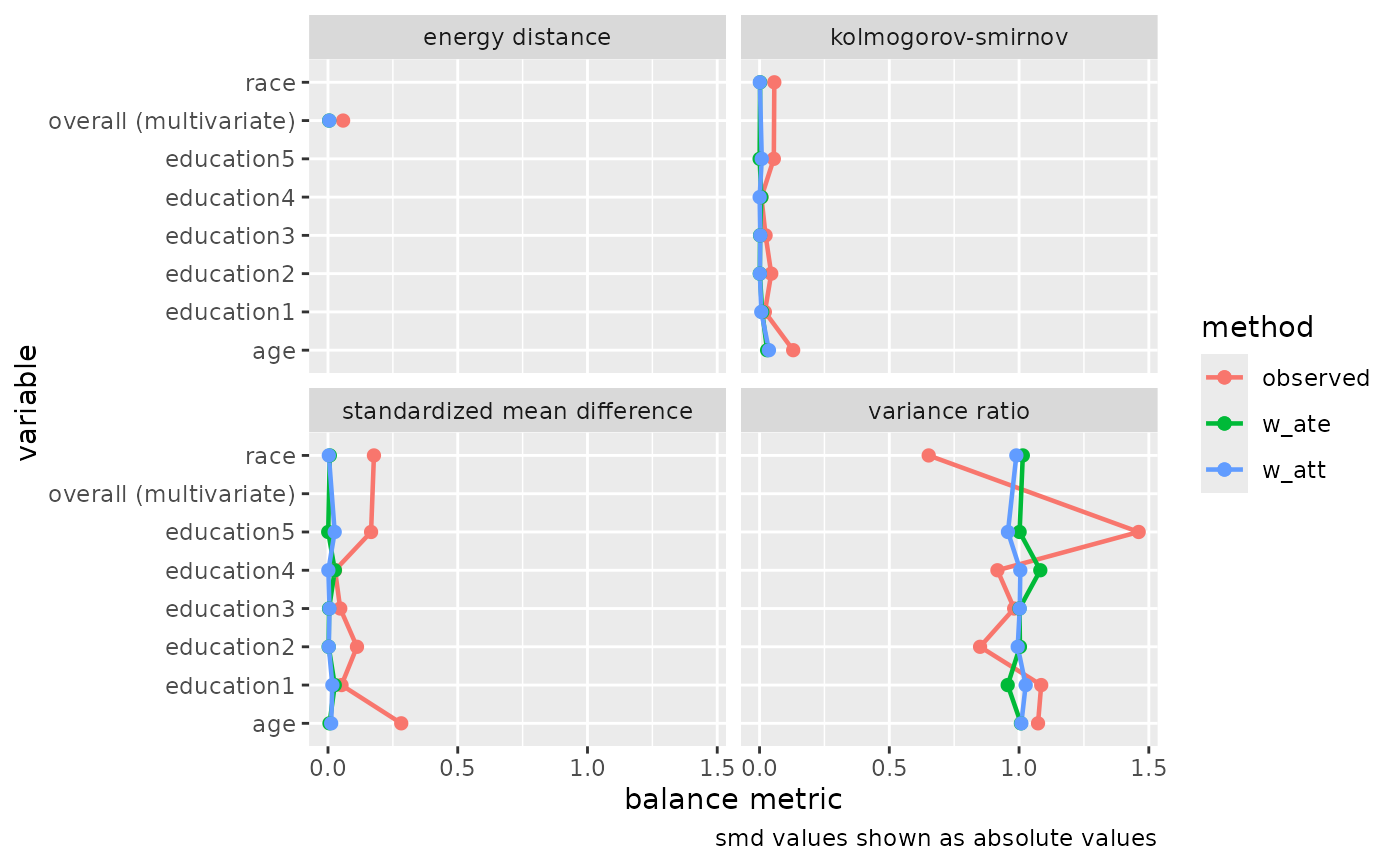 energy distance
kolmogorov-smirnov
race
overall (multivariate)
education5
education4
education3
education2
education1
age
standardized mean difference
variance ratio
race
overall (multivariate)
education5
education4
education3
education2
education1
age
0.0 0.5 1.0 1.5
0.0 0.5 1.0 1.5
balance metric
variable
smd values shown as absolute values
method
observed
w_ate
w_att